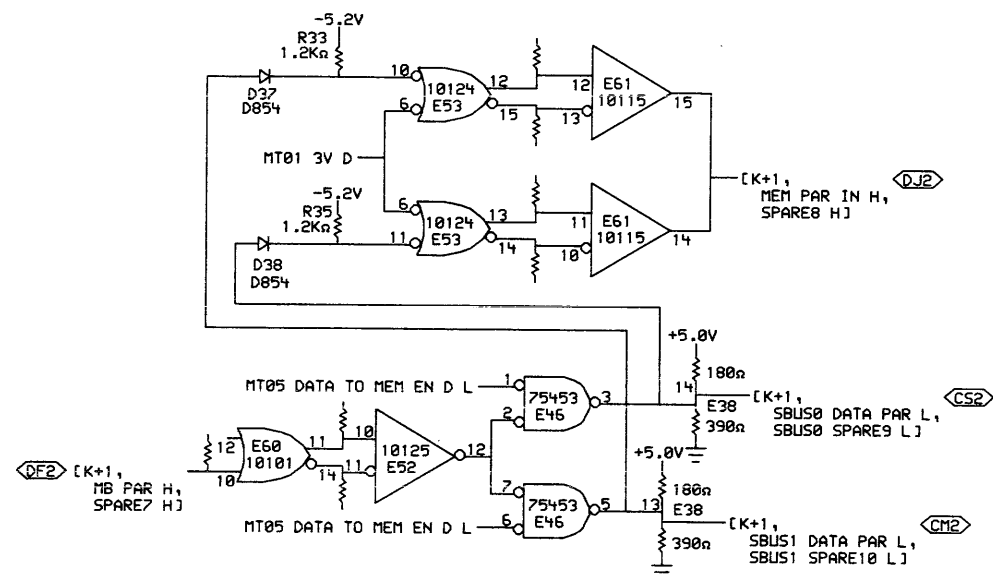 -5.2V
R33
1.2KΩ
D37
D854
10
6
10124
E53
12
15
12
13
E61
10115
15
MT01 3V D
[K+1,
MEM PAR IN H,
SPARE8 H]
DJ2
-5.2V
R35
1.2KΩ
D38
D854
6
11
10124
E53
13
14
11
10
E61
10115
14
+5.0V
180Ω
14
E38
390Ω
[K+1,
SBUS0 DATA PAR L,
SBUS0 SPARE9 L]
CS2
MT05 DATA TO MEM EN D L
1
2
75453
E46
3
DF2
[K+1,
MB PAR H,
SPARE7 H]
12
10
E60
10101
11
14
10
11
10125
E52
12
7
6
75453
E46
5
MT05 DATA TO MEM EN D L
+5.0V
180Ω
13
E38
390Ω
[K+1,
SBUS1 DATA PAR L,
SBUS1 SPARE10 L]
CM2